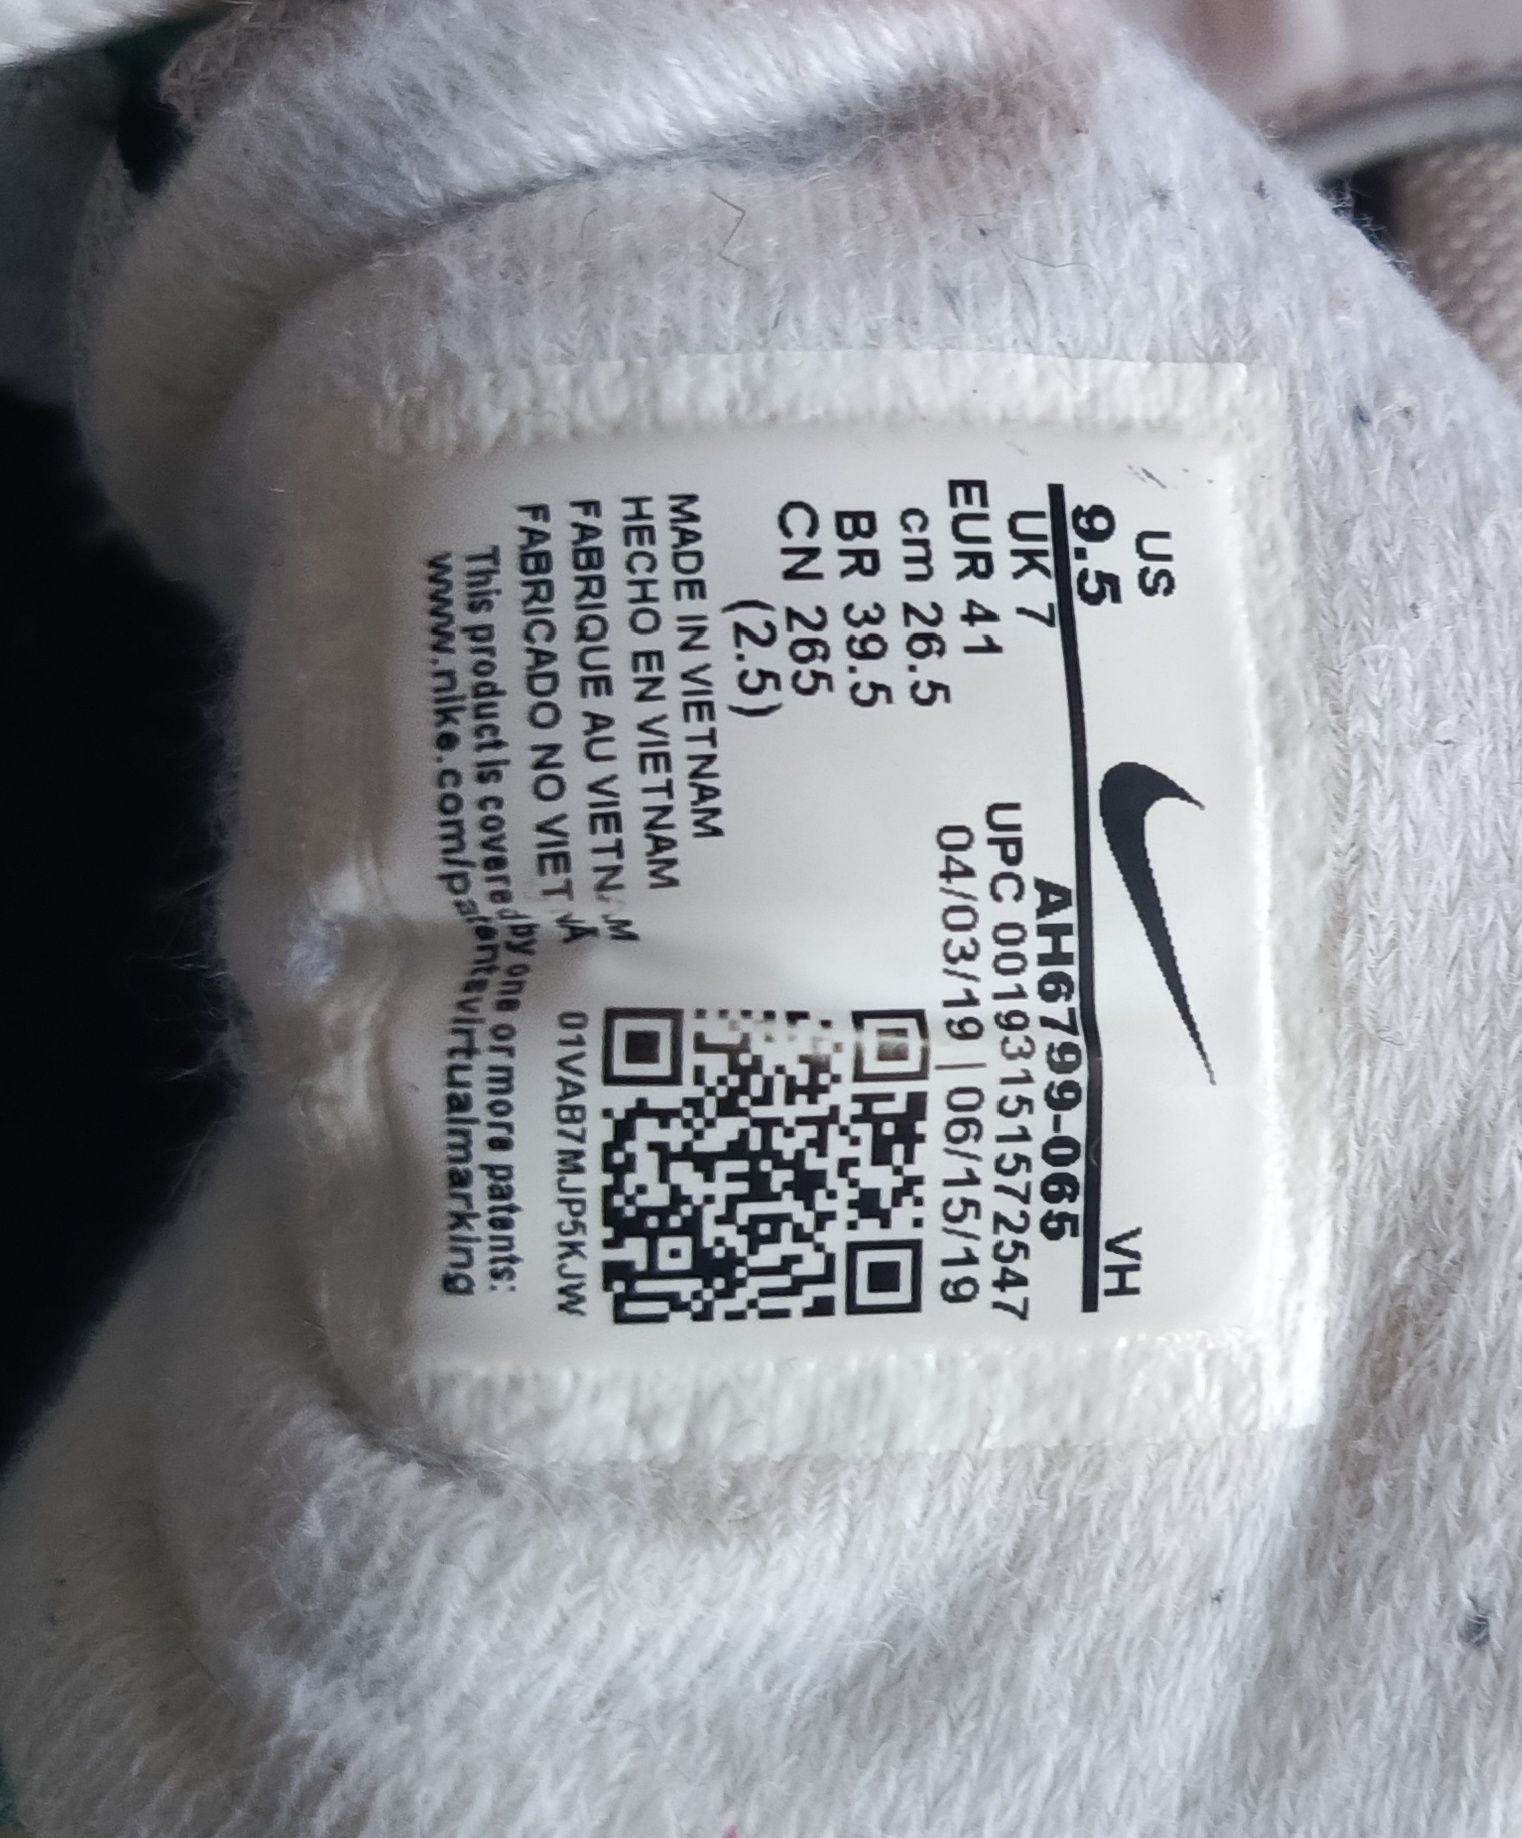 US
9.5
VH
UK 7
AH6799-065
EUR 41
UPC 00193151572547
cm 26.5
04/03/19 | 06/15/19
BR 39.5
CN 265
(2.5)
MADE IN VIETNAM
HECHO EN VIETNAM
FABRIQUE AU VIETNAM
FABRICADO NO VIETNÃ
01VAB7MJP5KJW
This product is covered by one or more patents:
www.nike.com/patentsvirtualmarking